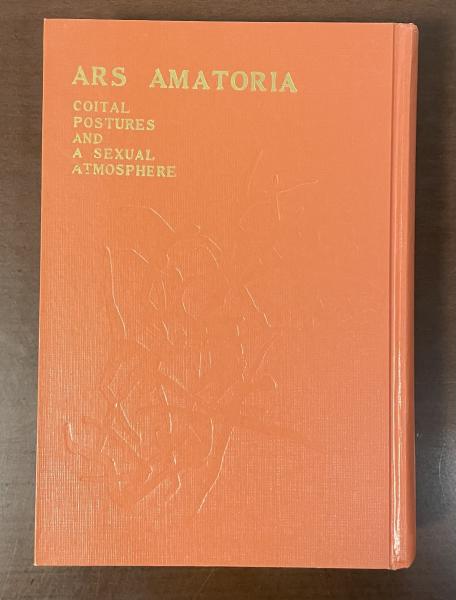 ARS AMATORIA
COITAL
POSTURES
AND
A SEXUAL
ATMOSPHERE